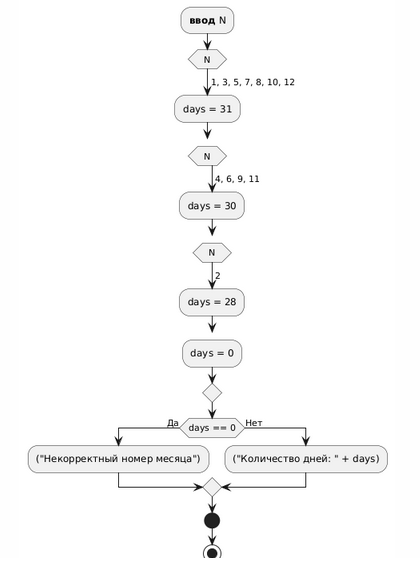 ввод N
N
1, 3, 5, 7, 8, 10, 12
days = 31
N
4, 6, 9, 11
days = 30
N
2
days = 28
days = 0
Да
days == 0
Нет
("Некорректный номер месяца")
("Количество дней: " + days)